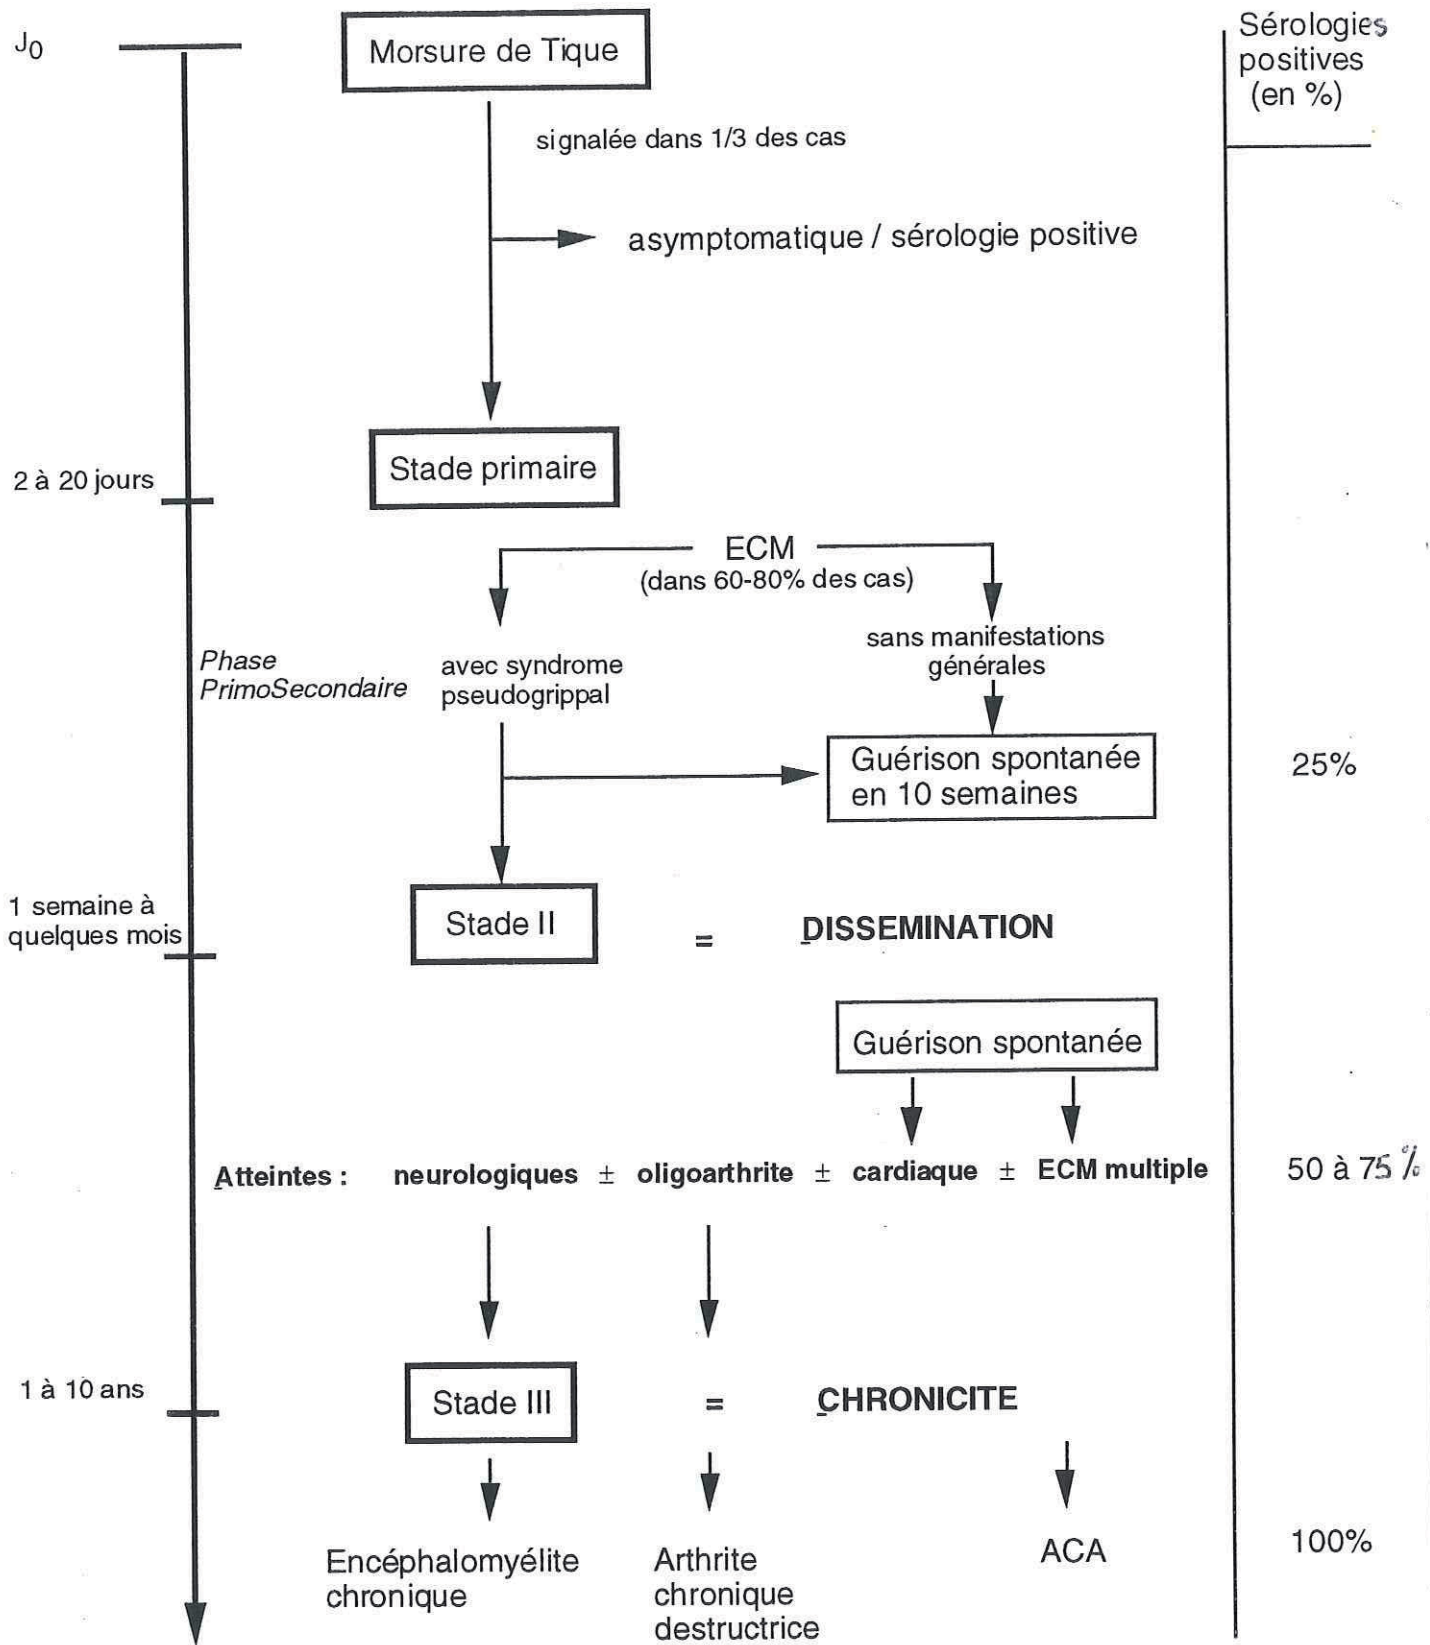 J0
Morsure de Tique
Sérologies
positives
(en %)
signalée dans 1/3 des cas
asymptomatique / sérologie positive
Stade primaire
2 à 20 jours
ECM
(dans 60-80% des cas)
Phase
PrimoSecondaire
avec syndrome
pseudogrippal
sans manifestations
générales
Guérison spontanée
en 10 semaines
25%
1 semaine à
quelques mois
Stade II
=
DISSEMINATION
Guérison spontanée
Atteintes : neurologiques ± oligoarthrite ± cardiaque ± ECM multiple
50 à 75 %
1 à 10 ans
Stade III
=
CHRONICITE
Encéphalomyélite
chronique
Arthrite
chronique
destructrice
ACA
100%